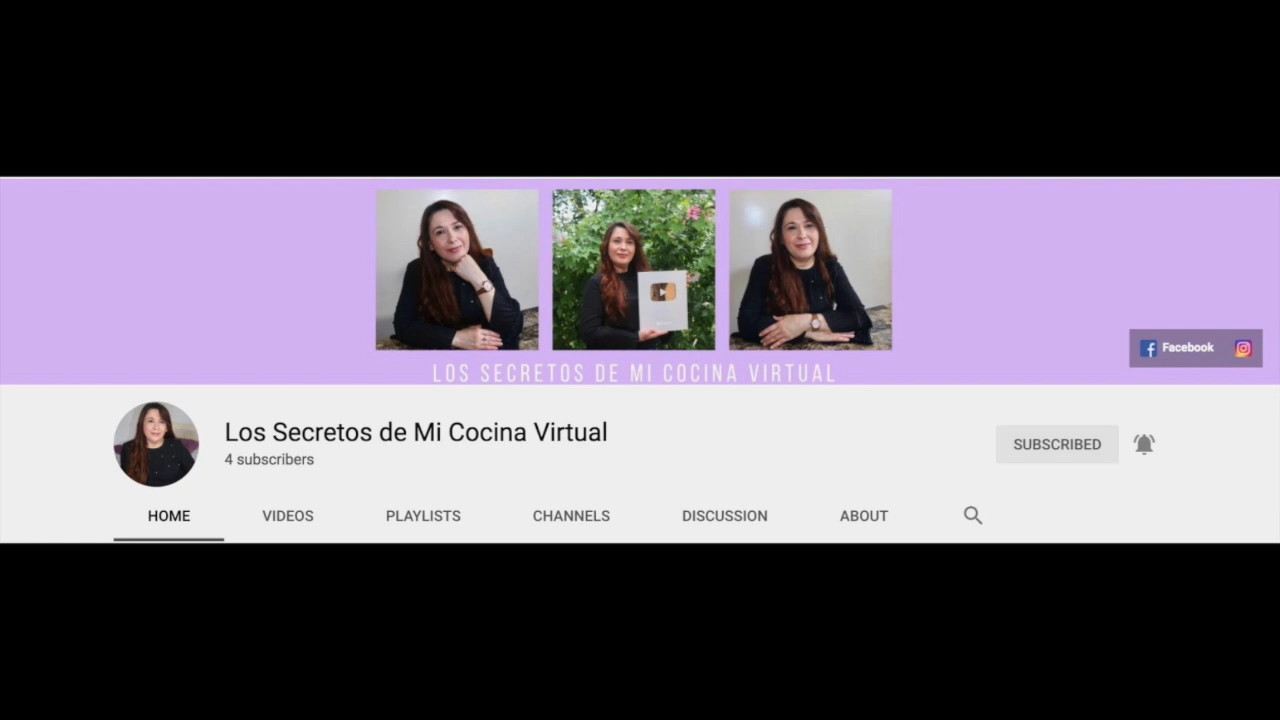 LOS SECRETOS DE MI COCINA VIRTUAL
Facebook
Los Secretos de Mi Cocina Virtual
4 subscribers
SUBSCRIBED
HOME VIDEOS PLAYLISTS CHANNELS DISCUSSION ABOUT